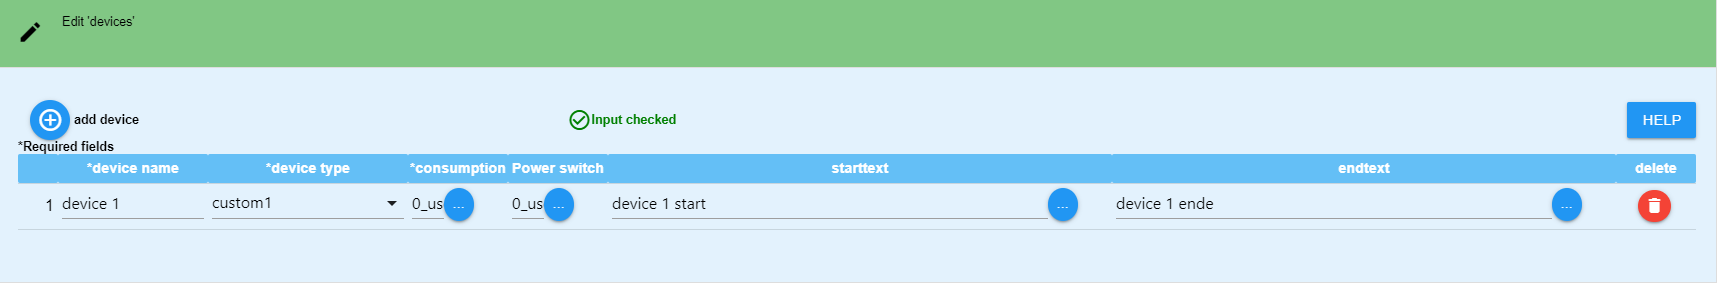 Edit 'devices'
add device
Input checked
HELP
*Required fields
*device name *device type *consumption Power switch starttext endtext delete
1 device 1 custom1 0_us ... 0_us ... device 1 start ... device 1 ende ...